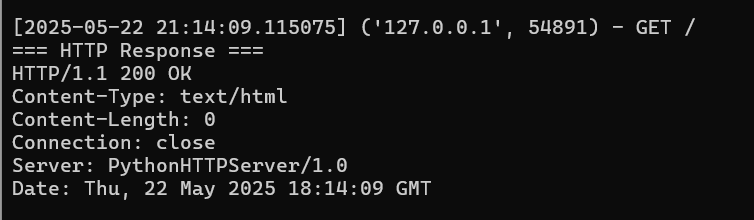 [2025-05-22 21:14:09.115075] ('127.0.0.1', 54891) - GET /
=== HTTP Response ===
HTTP/1.1 200 OK
Content-Type: text/html
Content-Length: 0
Connection: close
Server: PythonHTTPServer/1.0
Date: Thu, 22 May 2025 18:14:09 GMT